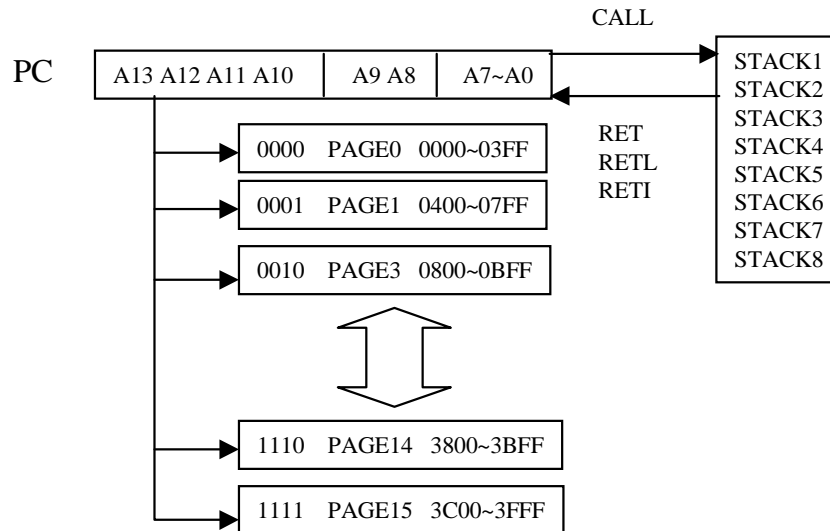 CALL
PC
A13 A12 A11 A10
A9 A8
A7~A0
STACK1
STACK2
STACK3
STACK4
STACK5
STACK6
STACK7
STACK8
RET
RETL
RETI
0000 PAGE0 0000~03FF
0001 PAGE1 0400~07FF
0010 PAGE3 0800~0BFF
1110 PAGE14 3800~3BFF
1111 PAGE15 3C00~3FFF